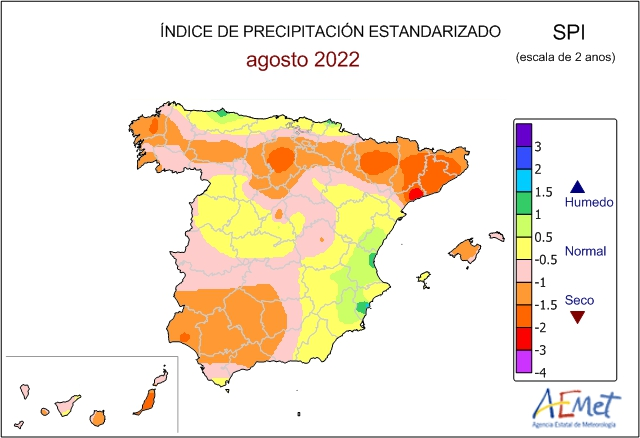 ÍNDICE DE PRECIPITACIÓN ESTANDARIZADO
SPI
agosto 2022
(escala de 2 anos)
3
2
1.5
1
0.5
-0.5
-1
-1.5
-2
-3
-4
Humedo
Normal
Seco
AEMet
Agencia Estatal de Meteorología